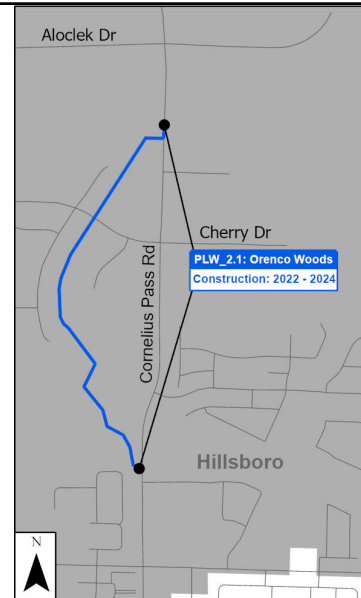 Aloclek Dr
Cherry Dr
PLW_2.1: Orenco Woods
Construction: 2022 - 2024
Cornelius Pass Rd
Hillsboro
N